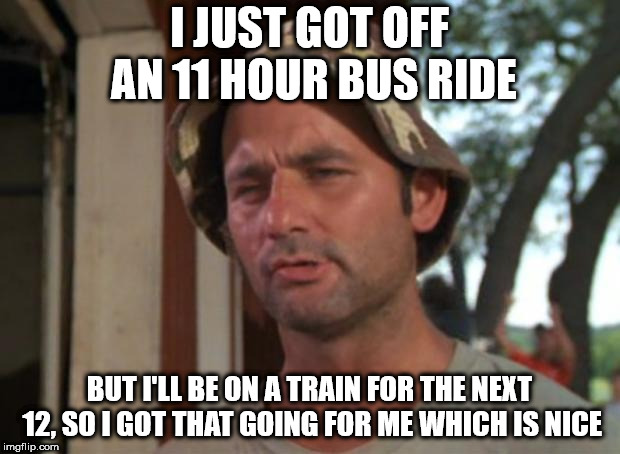 I JUST GOT OFF
AN 11 HOUR BUS RIDE
BUT I'LL BE ON A TRAIN FOR THE NEXT
12, SO I GOT THAT GOING FOR ME WHICH IS NICE
imgflip.com